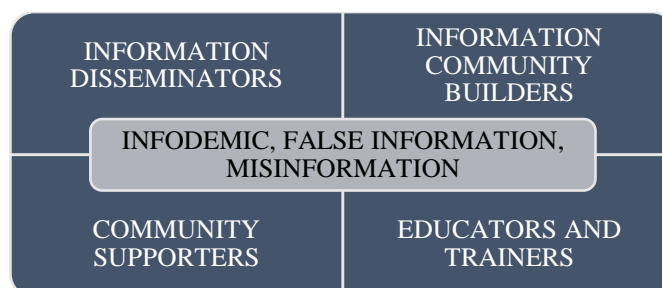 INFORMATION
DISSEMINATORS
INFORMATION
COMMUNITY
BUILDERS
INFODEMIC, FALSE INFORMATION,
MISINFORMATION
COMMUNITY
SUPPORTERS
EDUCATORS AND
TRAINERS